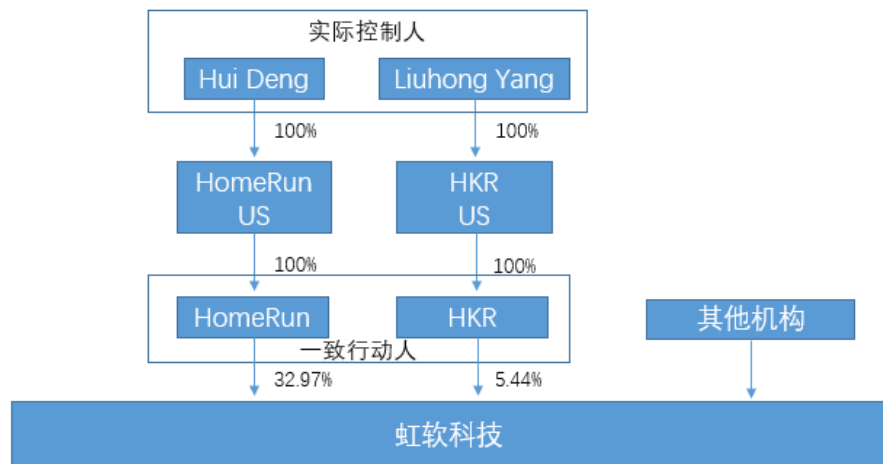 实际控制人
Hui Deng
Liuhong Yang
100%
100%
HomeRun
US
HKR
US
100%
100%
HomeRun
HKR
其他机构
一致行动人
32.97%
5.44%
虹软科技